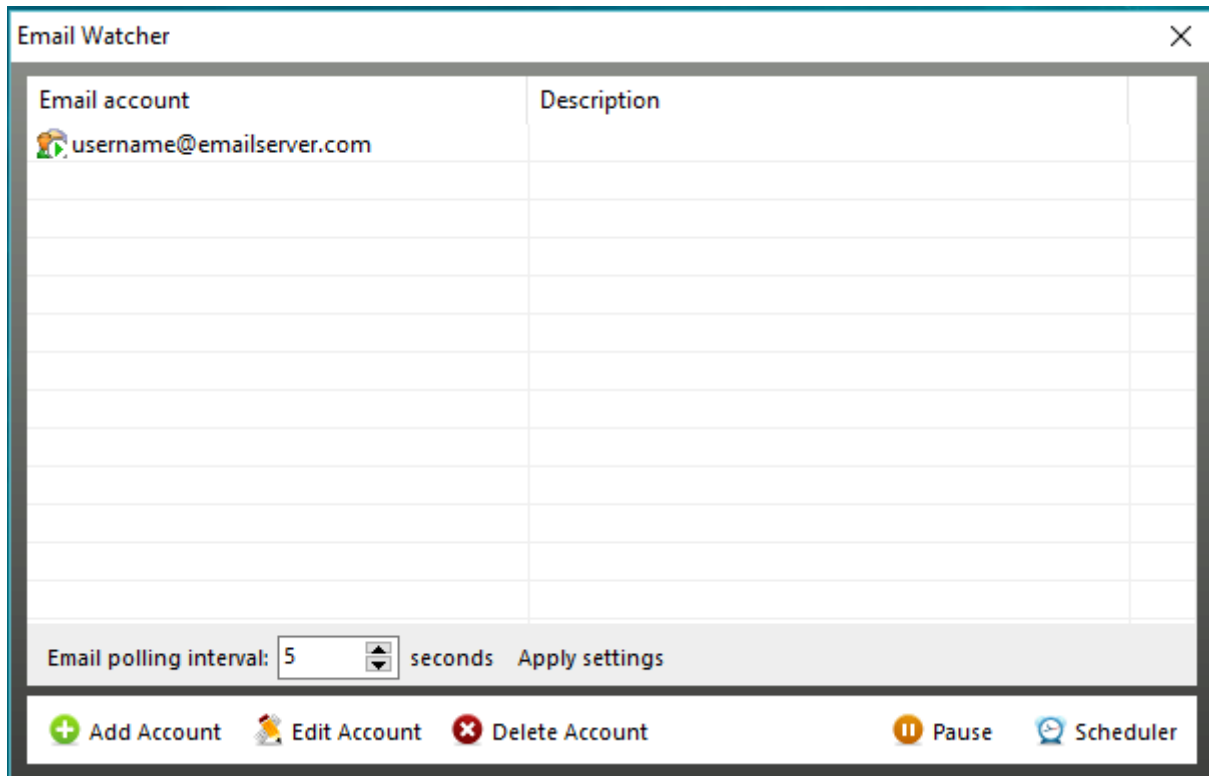 Email Watcher
Email account Description
username@emailserver.com
Email polling interval: 5 seconds Apply settings
Add Account Edit Account Delete Account Pause Scheduler